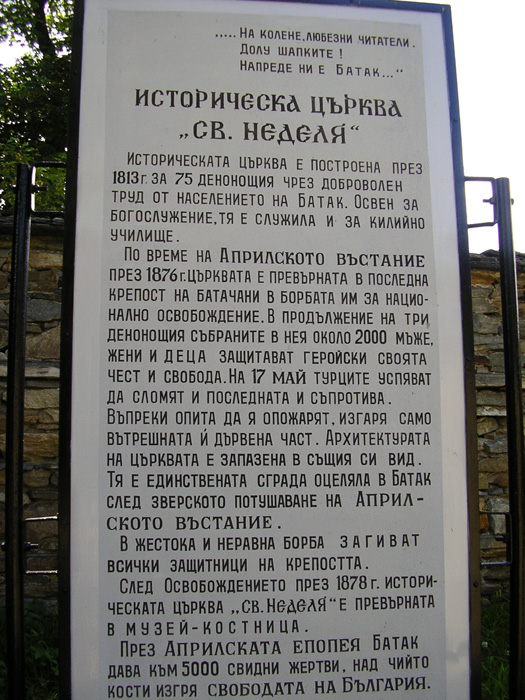 .....НА КОЛЕНЕ, ЛЮБЕЗНИ ЧИТАТЕЛИ.
ДОЛУ ШАПКИТЕ !
НАПРЕДЕ НИ Е БАТАК..."
ИСТОРИЧЕСКА ЦЪРКВА
„СВ. НЕДЕЛЯ"
ИСТОРИЧЕСКАТА ЦЪРКВА Е ПОСТРОЕНА ПРЕЗ
1813г. ЗА 75 ДЕНОНОЩИЯ ЧРЕЗ ДОБРОВОЛЕН
ТРУД ОТ НАСЕЛЕНИЕТО НА БАТАК. ОСВЕН ЗА
БОГОСЛУЖЕНИЕ, ТЯ Е СЛУЖИЛА И ЗА КИЛИЙНО
УЧИЛИЩЕ.
ПО ВРЕМЕ НА АПРИЛСКОТО ВЪСТАНИЕ
ПРЕЗ 1876г. ЦЪРКВАТА Е ПРЕВЪРНАТА В ПОСЛЕДНА
КРЕПОСТ НА БАТАЧАНИ В БОРБАТА ИМ ЗА НАЦИО-
НАЛНО ОСВОБОЖДЕНИЕ. В ПРОДЪЛЖЕНИЕ НА ТРИ
ДЕНОНОЩИЯ СЪБРАНИТЕ В НЕЯ ОКОЛО 2000 МЪЖЕ,
ЖЕНИ И ДЕЦА ЗАЩИТАВАТ ГЕРОЙСКИ СВОЯТА
ЧЕСТ И СВОБОДА. НА 17 МАЙ ТУРЦИТЕ УСПЯВАТ
ДА СЛОМЯТ И ПОСЛЕДНАТА И СЪПРОТИВА.
ВЪПРЕКИ ОПИТА ДА Я ОПОЖАРЯТ, ИЗГАРЯ САМО
ВЪТРЕШНАТА Ѝ ДЪРВЕНА ЧАСТ. АРХИТЕКТУРАТА
НА ЦЪРКВАТА Е ЗАПАЗЕНА В СЪЩИЯ СИ ВИД.
ТЯ Е ЕДИНСТВЕНАТА СГРАДА ОЦЕЛЯЛА В БАТАК
СЛЕД ЗВЕРСКОТО ПОТУШАВАНЕ НА АПРИЛ-
СКОТО ВЪСТАНИЕ.
В ЖЕСТОКА И НЕРАВНА БОРБА ЗАГИВАТ
ВСИЧКИ ЗАЩИТНИЦИ НА КРЕПОСТТА.
СЛЕД ОСВОБОЖДЕНИЕТО ПРЕЗ 1878 г. ИСТОРИ-
ЧЕСКАТА ЦЪРКВА „СВ. НЕДЕЛЯ" Е ПРЕВЪРНАТА
В МУЗЕЙ-КОСТНИЦА.
ПРЕЗ АПРИЛСКАТА ЕПОПЕЯ БАТАК
ДАВА КЪМ 5000 СВИДНИ ЖЕРТВИ, НАД ЧИЙТО
КОСТИ ИЗГРЯ СВОБОДАТА НА БЪЛГАРИЯ.